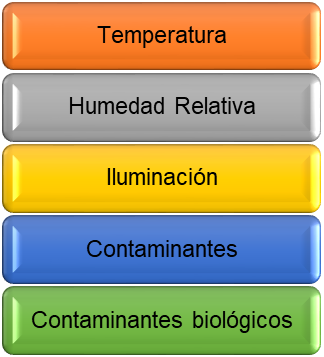 Temperatura
Humedad Relativa
Iluminación
Contaminantes
Contaminantes biológicos